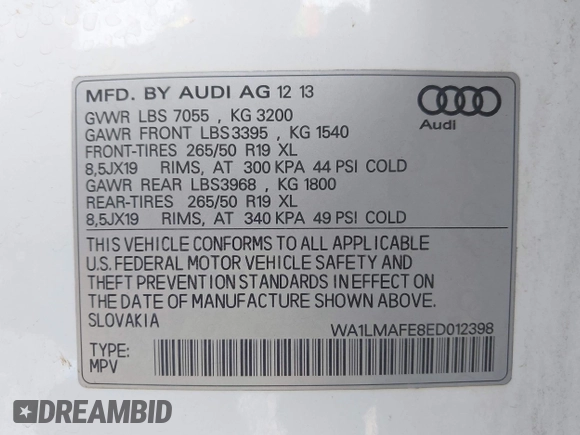 MFD. BY AUDI AG 12 13
GVWR LBS 7055 , KG 3200
GAWR FRONT LBS3395 , KG 1540
FRONT-TIRES 265/50 R19 XL
8,5JX19 RIMS, AT 300 KPA 44 PSI COLD
GAWR REAR LBS3968 , KG 1800
REAR-TIRES 265/50 R19 XL
8,5JX19 RIMS, AT 340 KPA 49 PSI COLD
Audi
THIS VEHICLE CONFORMS TO ALL APPLICABLE
U.S. FEDERAL MOTOR VEHICLE SAFETY AND
THEFT PREVENTION STANDARDS IN EFFECT ON
THE DATE OF MANUFACTURE SHOWN ABOVE.
SLOVAKIA
WA1LMAFE8ED012398
TYPE:
MPV
DREAMBID